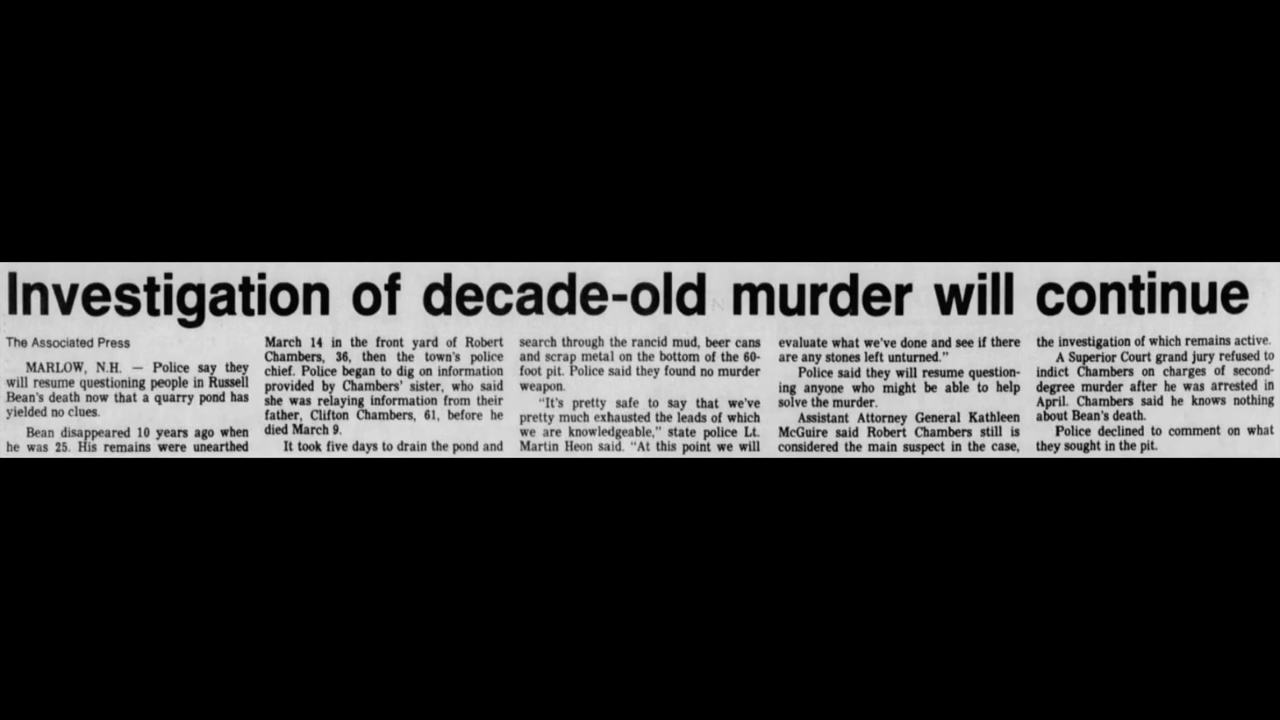 Investigation of decade-old murder will continue
The Associated Press
MARLOW, N.H. — Police say they
will resume questioning people in Russell
Bean's death now that a quarry pond has
yielded no clues.
Bean disappeared 10 years ago when
he was 25. His remains were unearthed
March 14 in the front yard of Robert
Chambers, 36, then the town's police
chief. Police began to dig on information
provided by Chambers' sister, who said
she was relaying information from their
father, Clifton Chambers, 61, before he
died March 9.
It took five days to drain the pond and
search through the rancid mud, beer cans
and scrap metal on the bottom of the 60-
foot pit. Police said they found no murder
weapon.
"It's pretty safe to say that we've
pretty much exhausted the leads of which
we are knowledgeable," state police Lt.
Martin Heon said. "At this point we will
evaluate what we've done and see if there
are any stones left unturned."
Police said they will resume question-
ing anyone who might be able to help
solve the murder.
Assistant Attorney General Kathleen
McGuire said Robert Chambers still is
considered the main suspect in the case,
the investigation of which remains active.
A Superior Court grand jury refused to
indict Chambers on charges of second-
degree murder after he was arrested in
April. Chambers said he knows nothing
about Bean's death.
Police declined to comment on what
they sought in the pit.